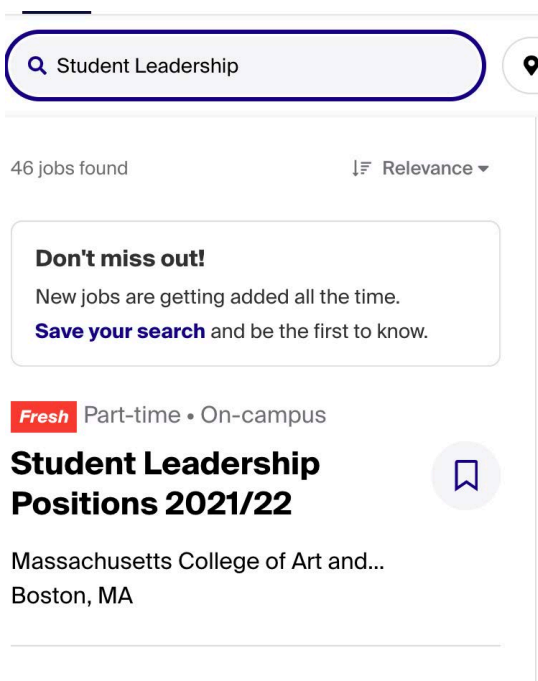 Student Leadership
46 jobs found Relevance
Don't miss out!
New jobs are getting added all the time.
Save your search and be the first to know.
Fresh Part-time • On-campus
Student Leadership
Positions 2021/22
Massachusetts College of Art and...
Boston, MA